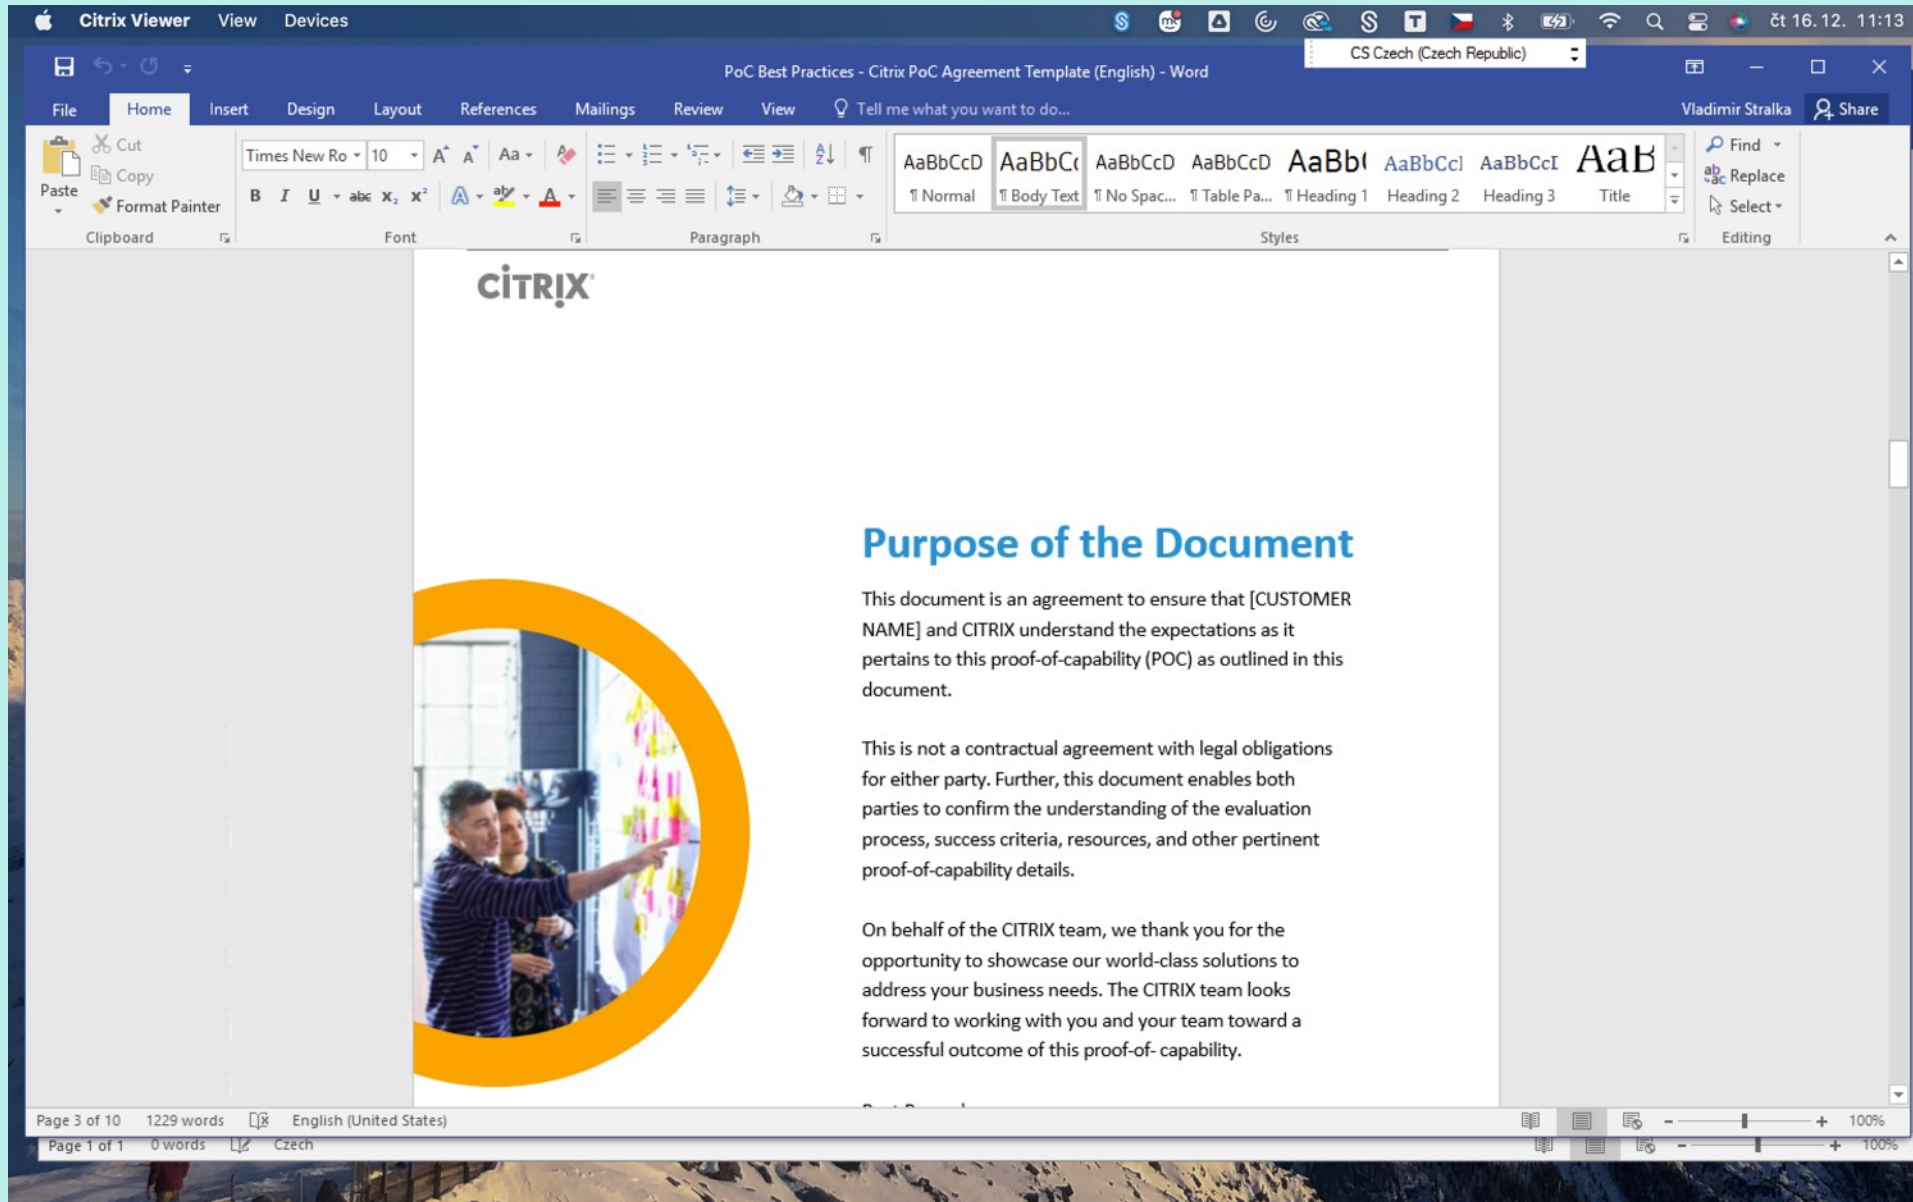 Citrix Viewer View Devices
čt 16. 12. 11:13
CS Czech (Czech Republic)
PoC Best Practices - Citrix PoC Agreement Template (English) - Word
File Home Insert Design Layout References Mailings Review View Tell me what you want to do... Vladimir Stralka Share
Paste
Cut
Copy
Format Painter
Clipboard
Times New Ro 10
Font
Paragraph
AaBbCcD AaBbCc AaBbCcD AaBbCcD AaBb( AaBbCcl AaBbCcI AaB
¶ Normal ¶ Body Text ¶ No Spac... ¶ Table Pa... ¶ Heading 1 Heading 2 Heading 3 Title
Styles
Find
Replace
Select
Editing
CİTRIX
Purpose of the Document
This document is an agreement to ensure that [CUSTOMER
NAME] and CITRIX understand the expectations as it
pertains to this proof-of-capability (POC) as outlined in this
document.
This is not a contractual agreement with legal obligations
for either party. Further, this document enables both
parties to confirm the understanding of the evaluation
process, success criteria, resources, and other pertinent
proof-of-capability details.
On behalf of the CITRIX team, we thank you for the
opportunity to showcase our world-class solutions to
address your business needs. The CITRIX team looks
forward to working with you and your team toward a
successful outcome of this proof-of- capability.
Page 3 of 10 1229 words English (United States) 100%
Page 1 of 1 0 words Czech 100%